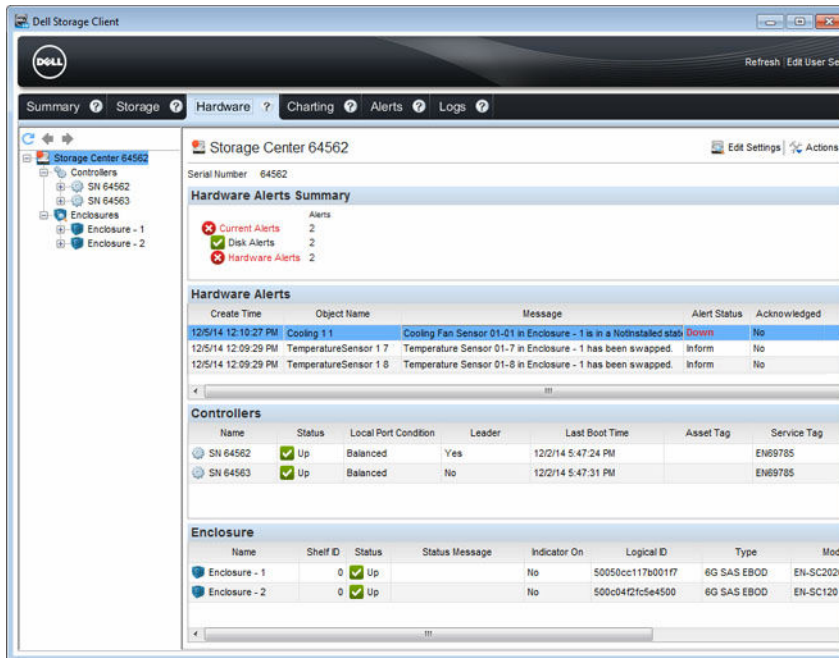 Dell Storage Client
DELL
Refresh Edit User Se
Summary ? Storage ? Hardware ? Charting ? Alerts ? Logs ?
Storage Center 64562
Controllers
SN 64562
SN 64563
Enclosures
Enclosure - 1
Enclosure - 2
Storage Center 64562
Edit Settings Actions
Serial Number 64562
Hardware Alerts Summary
Alerts
Current Alerts 2
Disk Alerts 2
Hardware Alerts 2
Hardware Alerts
Create Time Object Name Message Alert Status Acknowledged
12/5/14 12:10:27 PM Cooling 1 1 Cooling Fan Sensor 01-01 in Enclosure - 1 is in a NotInstalled stat Down No
12/5/14 12:09:29 PM TemperatureSensor 1 7 Temperature Sensor 01-7 in Enclosure - 1 has been swapped. Inform No
12/5/14 12:09:29 PM TemperatureSensor 1 8 Temperature Sensor 01-8 in Enclosure - 1 has been swapped. Inform No
Controllers
Name Status Local Port Condition Leader Last Boot Time Asset Tag Service Tag
SN 64562 Up Balanced Yes 12/2/14 5:47:24 PM EN69785
SN 64563 Up Balanced No 12/2/14 5:47:31 PM EN69785
Enclosure
Name Shelf ID Status Status Message Indicator On Logical ID Type Mod
Enclosure - 1 0 Up No 50050cc117b001f7 6G SAS EBOD EN-SC202
Enclosure - 2 0 Up No 500c04f2fc5e4500 6G SAS EBOD EN-SC120